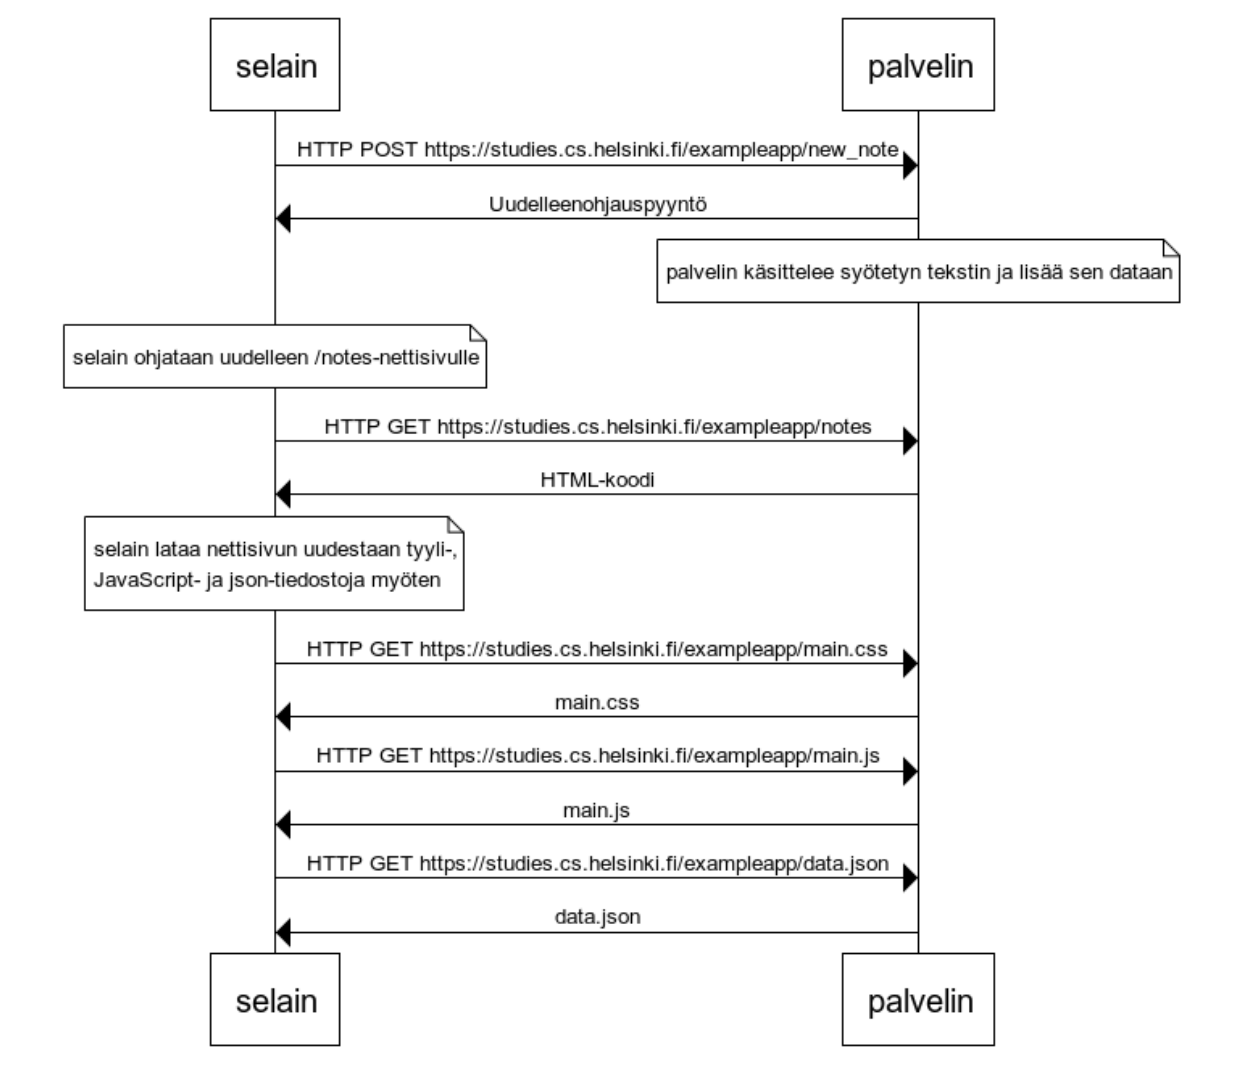 selain
palvelin
HTTP POST https://studies.cs.helsinki.fi/exampleapp/new_note
Uudelleenohjauspyyntö
palvelin käsittelee syötetyn tekstin ja lisää sen dataan
selain ohjataan uudelleen /notes-nettisivulle
HTTP GET https://studies.cs.helsinki.fi/exampleapp/notes
HTML-koodi
selain lataa nettisivun uudestaan tyyli-,
JavaScript- ja json-tiedostoja myöten
HTTP GET https://studies.cs.helsinki.fi/exampleapp/main.css
main.css
HTTP GET https://studies.cs.helsinki.fi/exampleapp/main.js
main.js
HTTP GET https://studies.cs.helsinki.fi/exampleapp/data.json
data.json
selain
palvelin